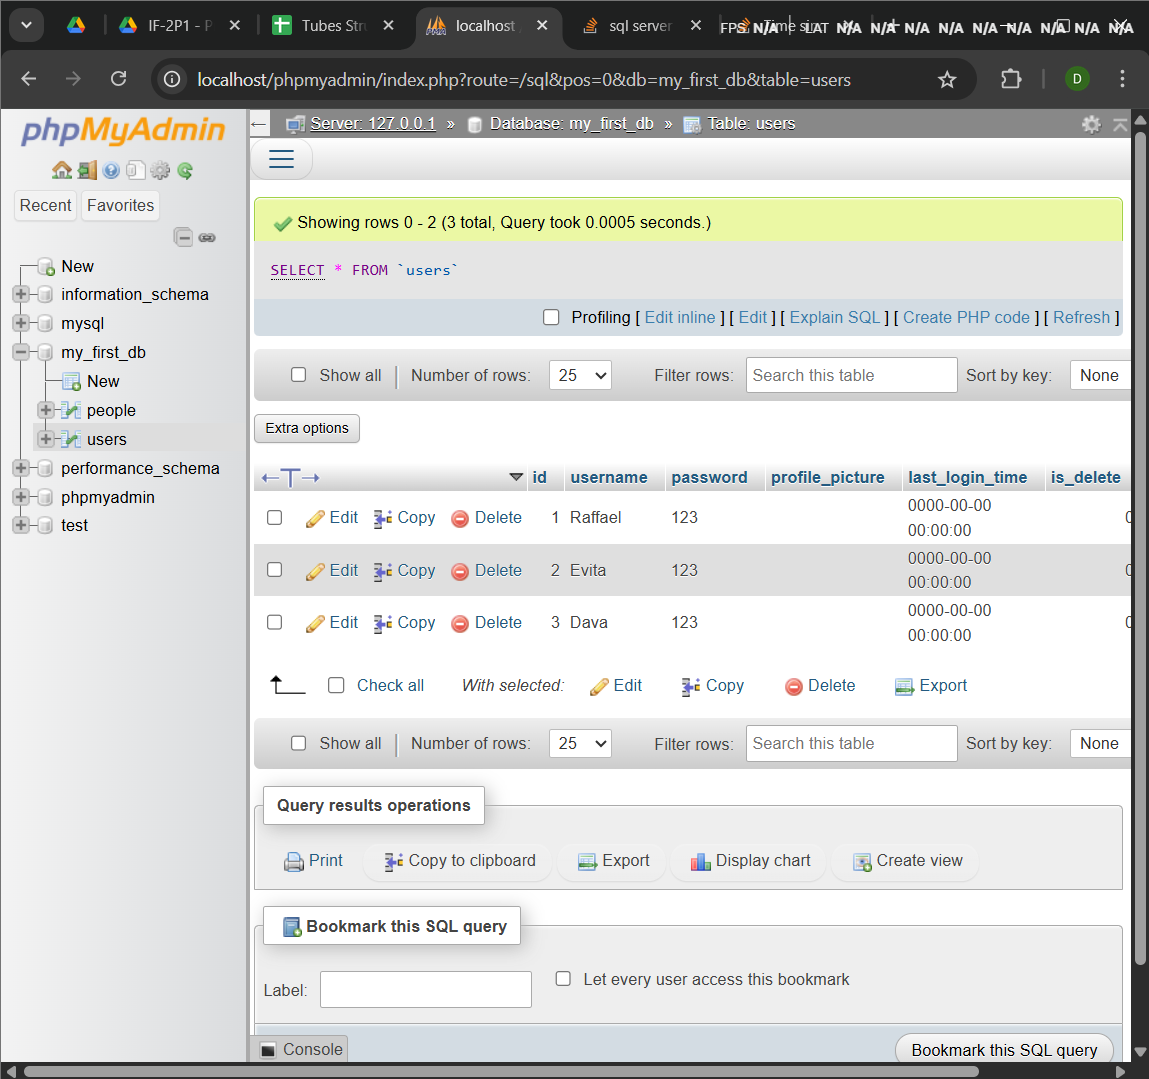 IF-2P1 - P
Tubes Str
localhost
sql server
Time sin
FPS N/A LAT N/A N/A N/A N/A N/A N/A N/A N/A N/A
localhost/phpmyadmin/index.php?route=/sql&pos=0&db=my_first_db&table=users
D
phpMyAdmin
Recent
Favorites
New
information_schema
mysql
my_first_db
New
people
users
performance_schema
phpmyadmin
test
Server: 127.0.0.1 » Database: my_first_db » Table: users
Showing rows 0 - 2 (3 total, Query took 0.0005 seconds.)
SELECT * FROM `users`
Profiling [ Edit inline ] [ Edit ] [ Explain SQL ] [ Create PHP code ] [ Refresh ]
Show all Number of rows: 25 Filter rows: Search this table Sort by key: None
Extra options
id username password profile_picture last_login_time is_delete
Edit Copy Delete 1 Raffael 123 0000-00-00
00:00:00
Edit Copy Delete 2 Evita 123 0000-00-00
00:00:00
Edit Copy Delete 3 Dava 123 0000-00-00
00:00:00
Check all With selected: Edit Copy Delete Export
Show all Number of rows: 25 Filter rows: Search this table Sort by key: None
Query results operations
Print Copy to clipboard Export Display chart Create view
Bookmark this SQL query
Label: Let every user access this bookmark
Console
Bookmark this SQL query